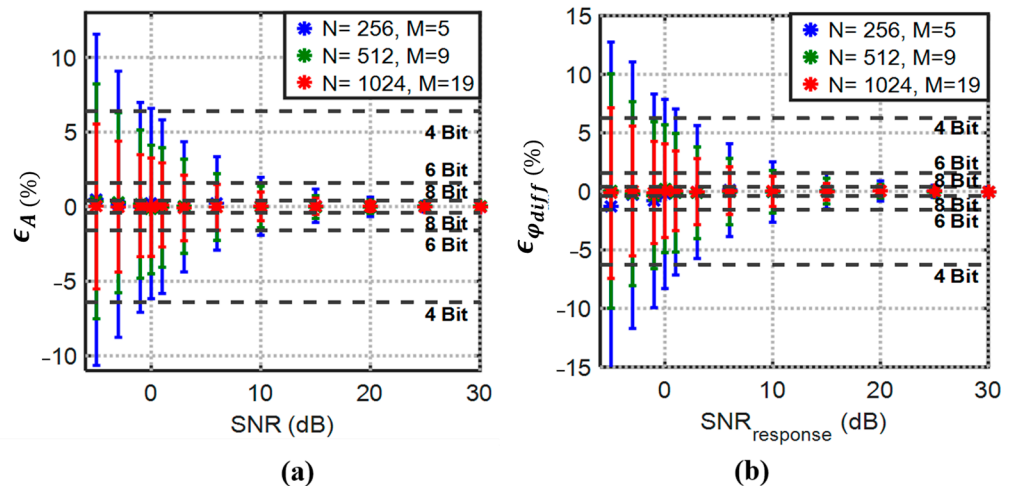 N= 256, M=5
N= 512, M=9
N= 1024, M=19
10
5
0
−5
−10
ϵA (%)
4 Bit
6 Bit
8 Bit
8 Bit
6 Bit
4 Bit
0
10
20
30
SNR (dB)
(a)
N= 256, M=5
N= 512, M=9
N= 1024, M=19
15
10
5
0
−5
−10
−15
ϵφdiff (%)
4 Bit
6 Bit
8 Bit
8 Bit
6 Bit
4 Bit
0
10
20
30
SNRresponse (dB)
(b)